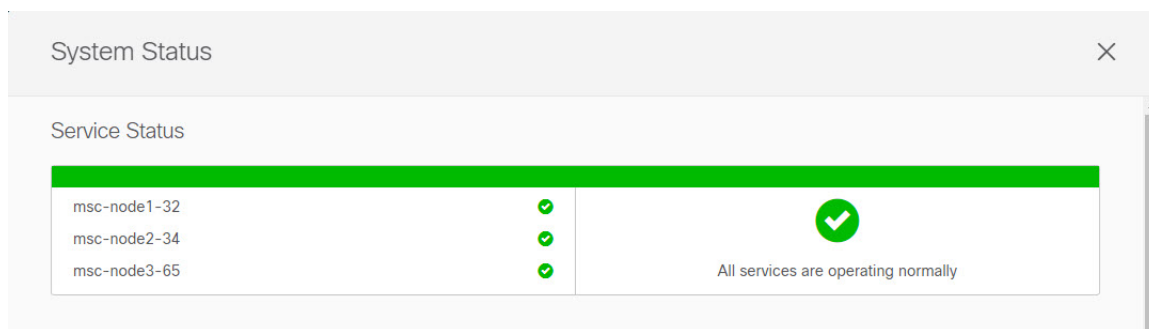 System Status
Service Status
msc-node1-32
msc-node2-34
msc-node3-65
All services are operating normally